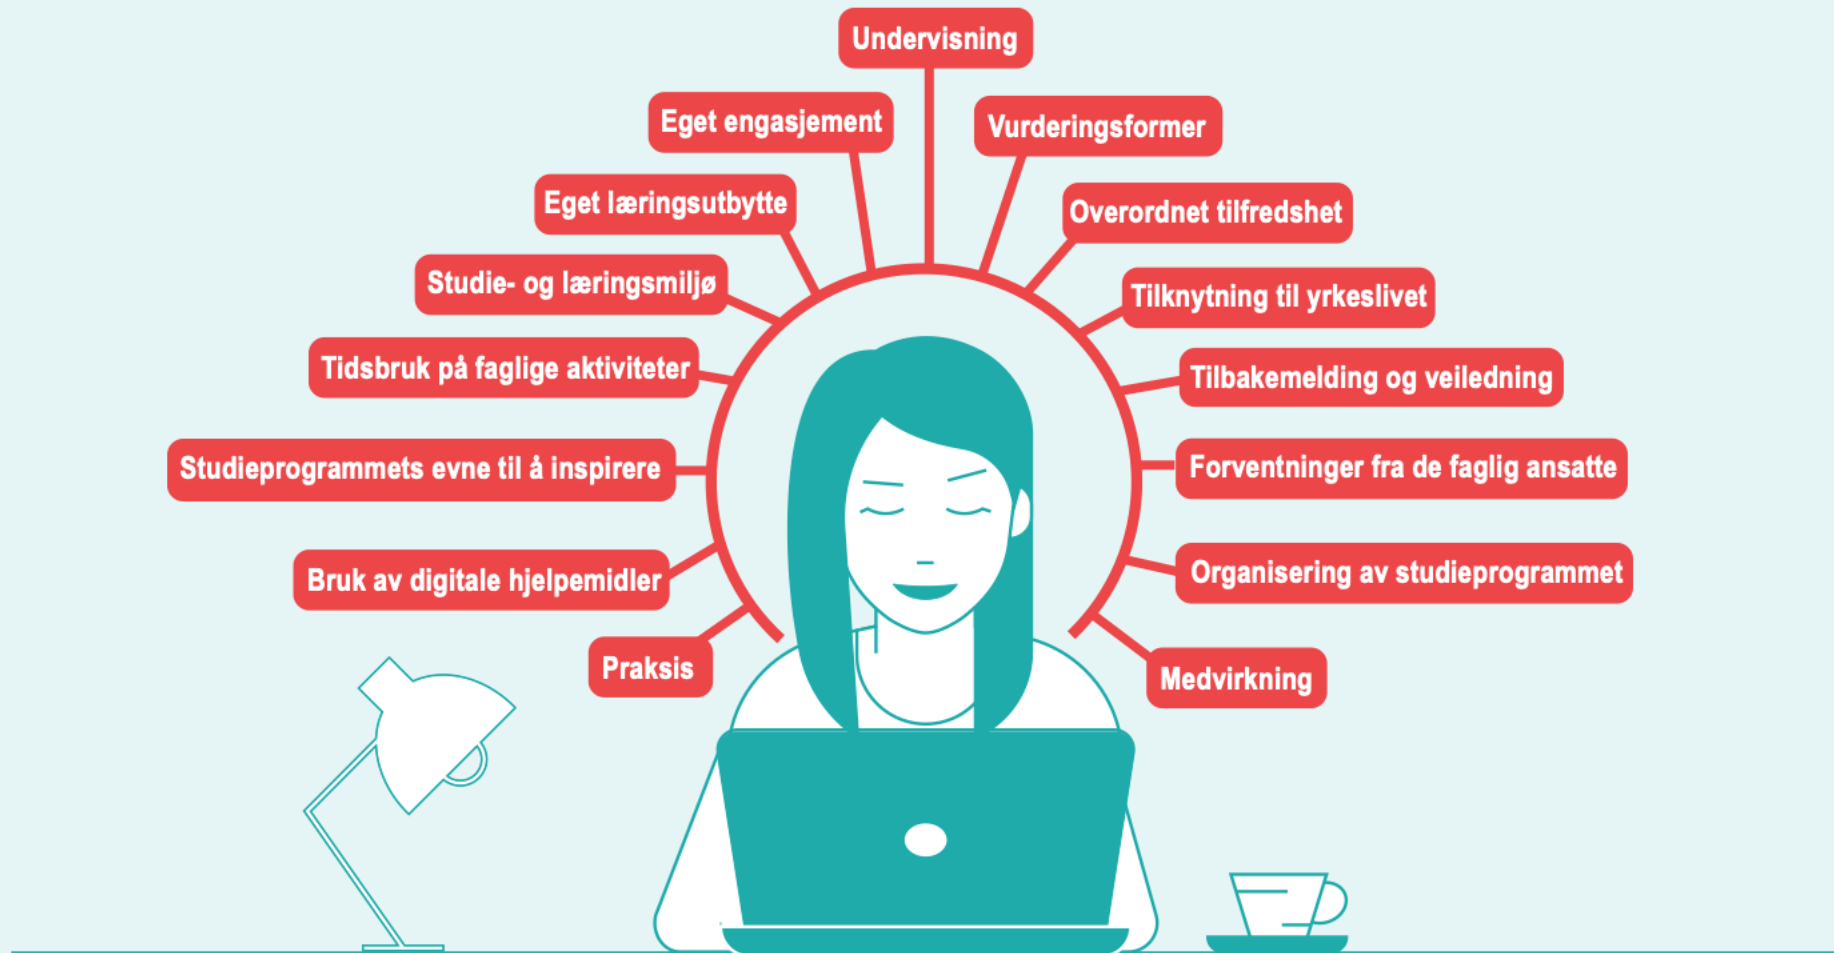 Undervisning
Eget engasjement
Vurderingsformer
Eget læringsutbytte
Overordnet tilfredshet
Studie- og læringsmiljø
Tilknytning til yrkeslivet
Tidsbruk på faglige aktiviteter
Tilbakemelding og veiledning
Studieprogrammets evne til å inspirere
Forventninger fra de faglig ansatte
Bruk av digitale hjelpemidler
Organisering av studieprogrammet
Praksis
Medvirkning